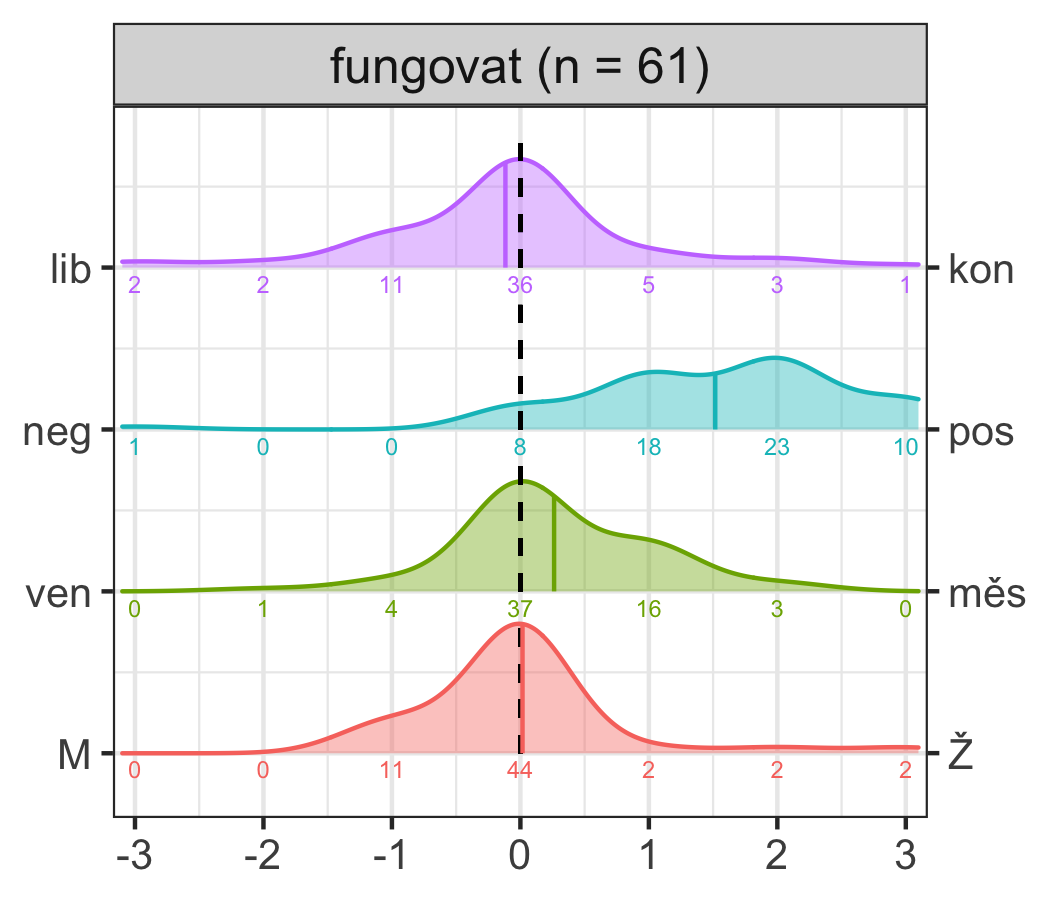 fungovat (n = 61)
lib kon
2 2 11 36 5 3 1
neg pos
1 0 0 8 18 23 10
ven měs
0 1 4 37 16 3 0
M Ž
0 0 11 44 2 2 2
-3 -2 -1 0 1 2 3